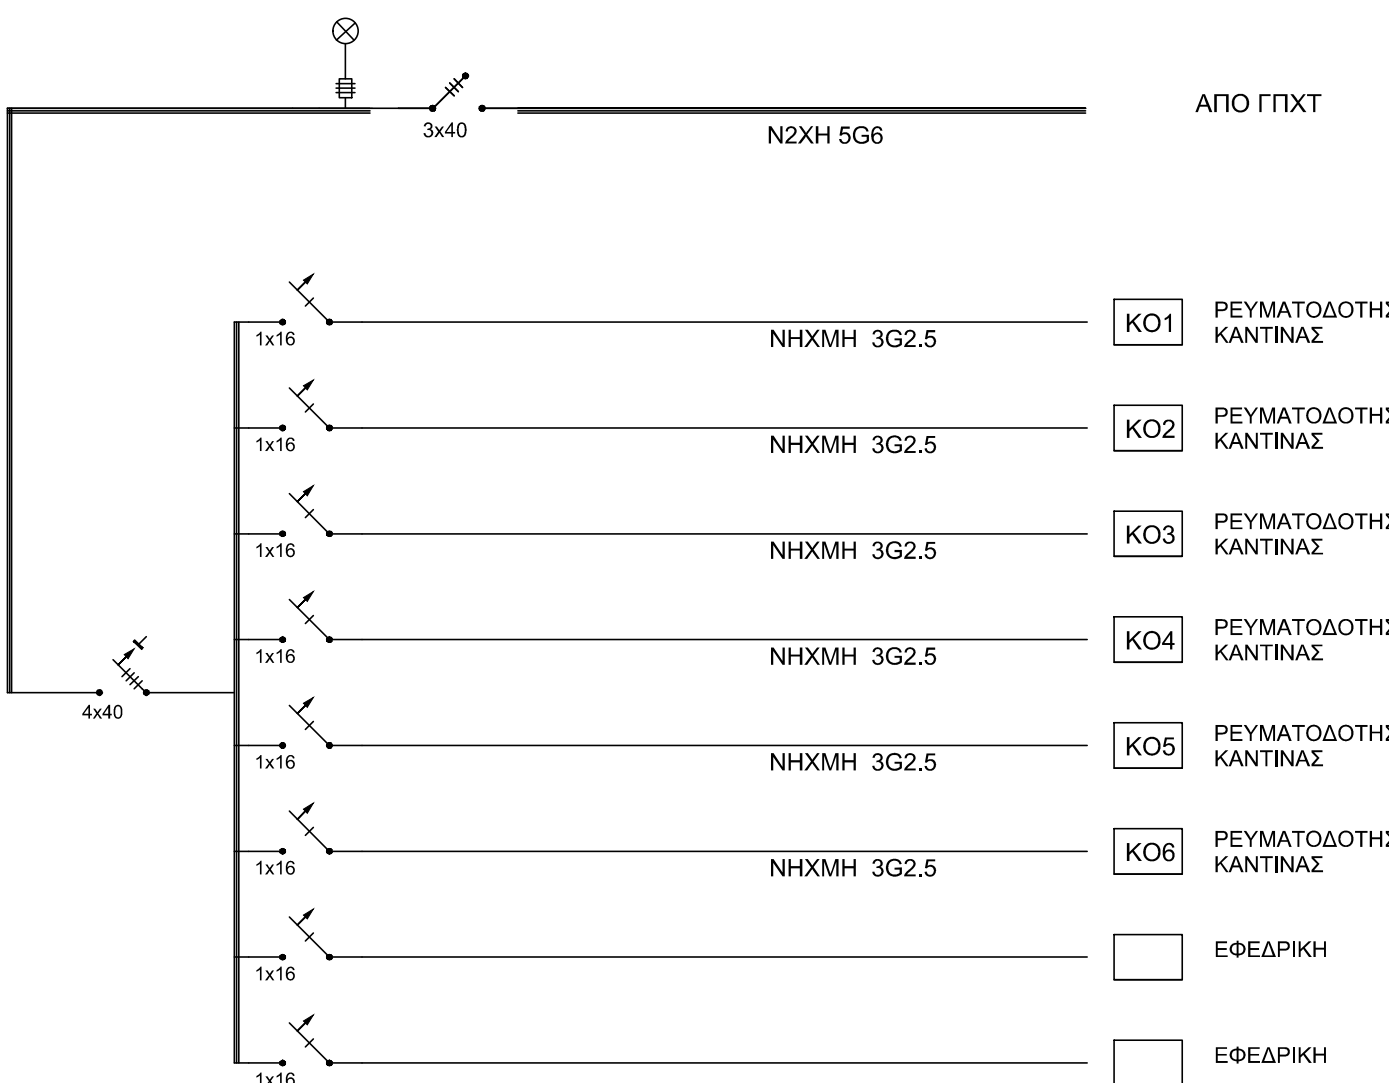 ΑΠΟ ΓΠΧΤ
3x40
N2XH 5G6
1x16
NHXMH 3G2.5
KO1
ΡΕΥΜΑΤΟΔΟΤΗΣ
ΚΑΝΤΙΝΑΣ
1x16
NHXMH 3G2.5
KO2
ΡΕΥΜΑΤΟΔΟΤΗΣ
ΚΑΝΤΙΝΑΣ
1x16
NHXMH 3G2.5
KO3
ΡΕΥΜΑΤΟΔΟΤΗΣ
ΚΑΝΤΙΝΑΣ
1x16
NHXMH 3G2.5
KO4
ΡΕΥΜΑΤΟΔΟΤΗΣ
ΚΑΝΤΙΝΑΣ
4x40
1x16
NHXMH 3G2.5
KO5
ΡΕΥΜΑΤΟΔΟΤΗΣ
ΚΑΝΤΙΝΑΣ
1x16
NHXMH 3G2.5
KO6
ΡΕΥΜΑΤΟΔΟΤΗΣ
ΚΑΝΤΙΝΑΣ
1x16
ΕΦΕΔΡΙΚΗ
1x16
ΕΦΕΔΡΙΚΗ